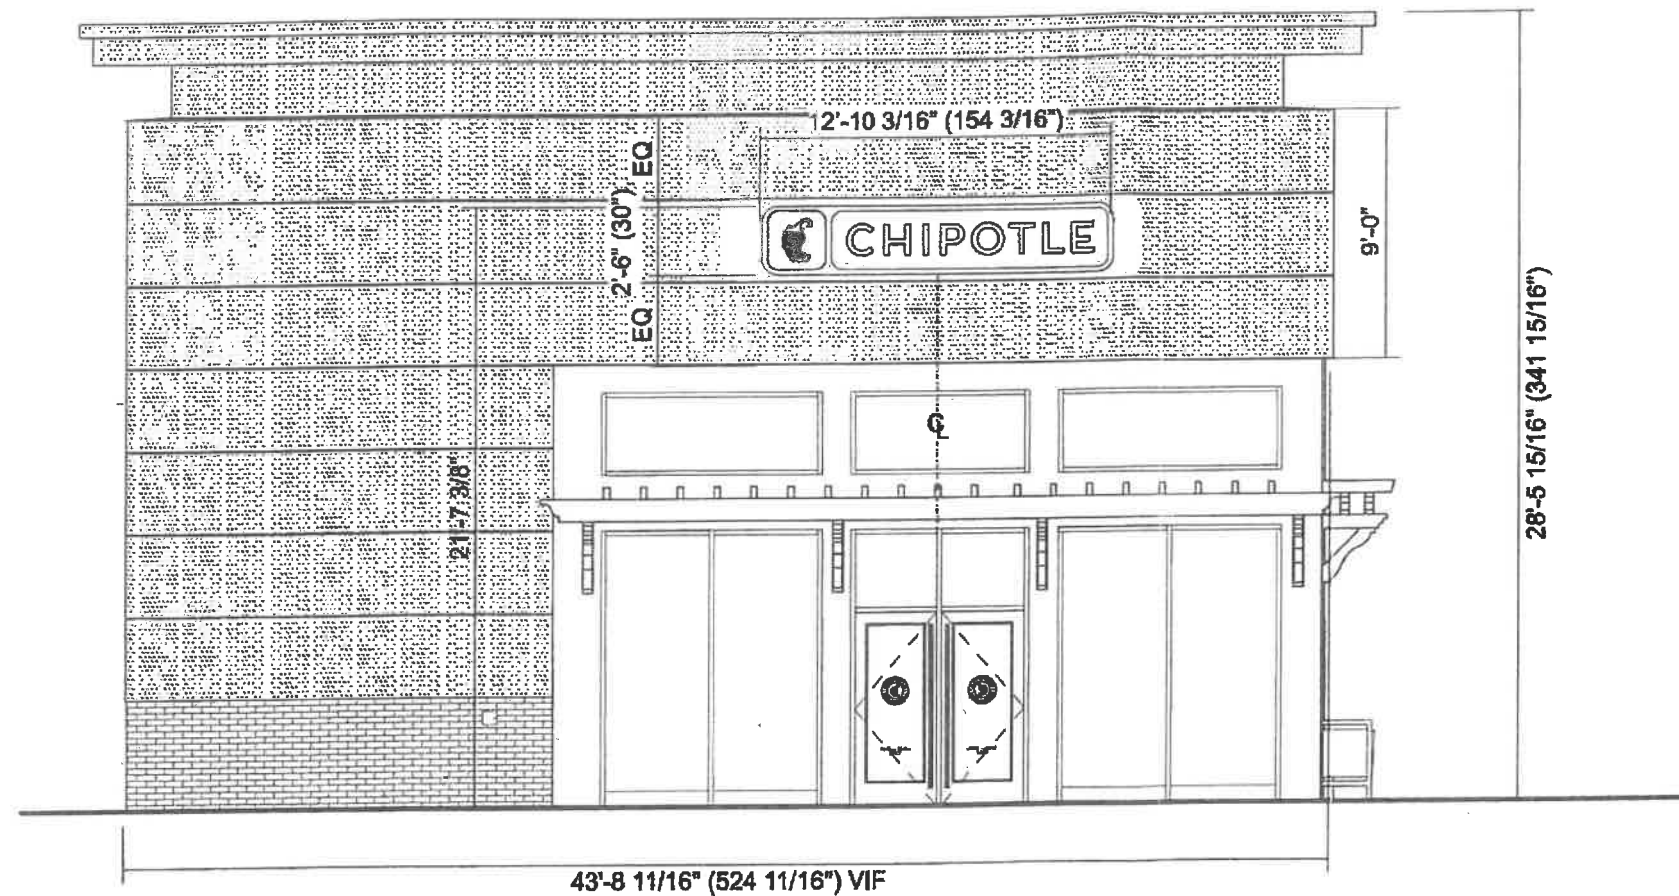 12'-10 3/16" (154 3/16")
EQ
2'-6" (30")
EQ
CHIPOTLE
9'-0"
28'-5 15/16" (341 15/16")
CL
21'-7 3/8"
43'-8 11/16" (524 11/16") VIF